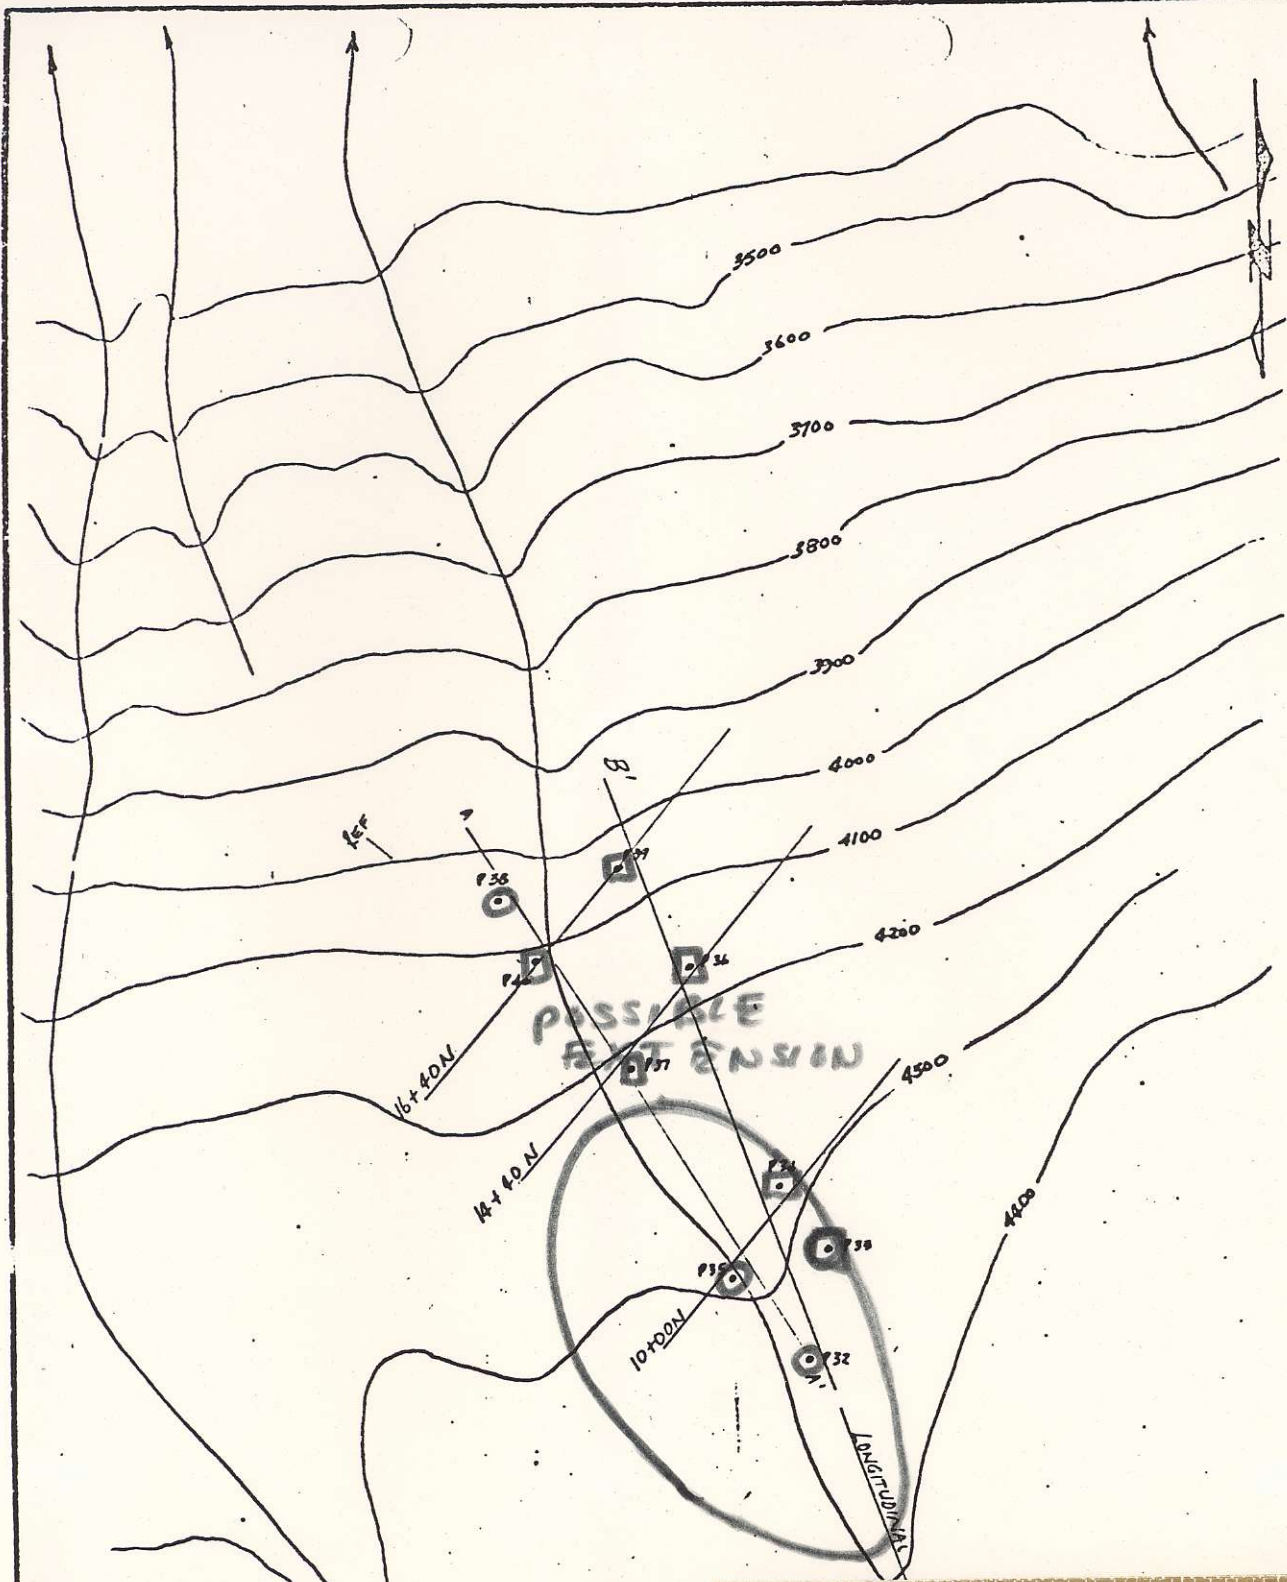 N
3500
3600
3700
3800
3900
4000
4100
4200
4500
4400
B'
REF
A
P38
P39
P40
P36
POSSIBLE
EXTENSION
P37
16+40N
14+40N
P34
P33
P35
10+00N
P32
A'
LONGITUDINAL